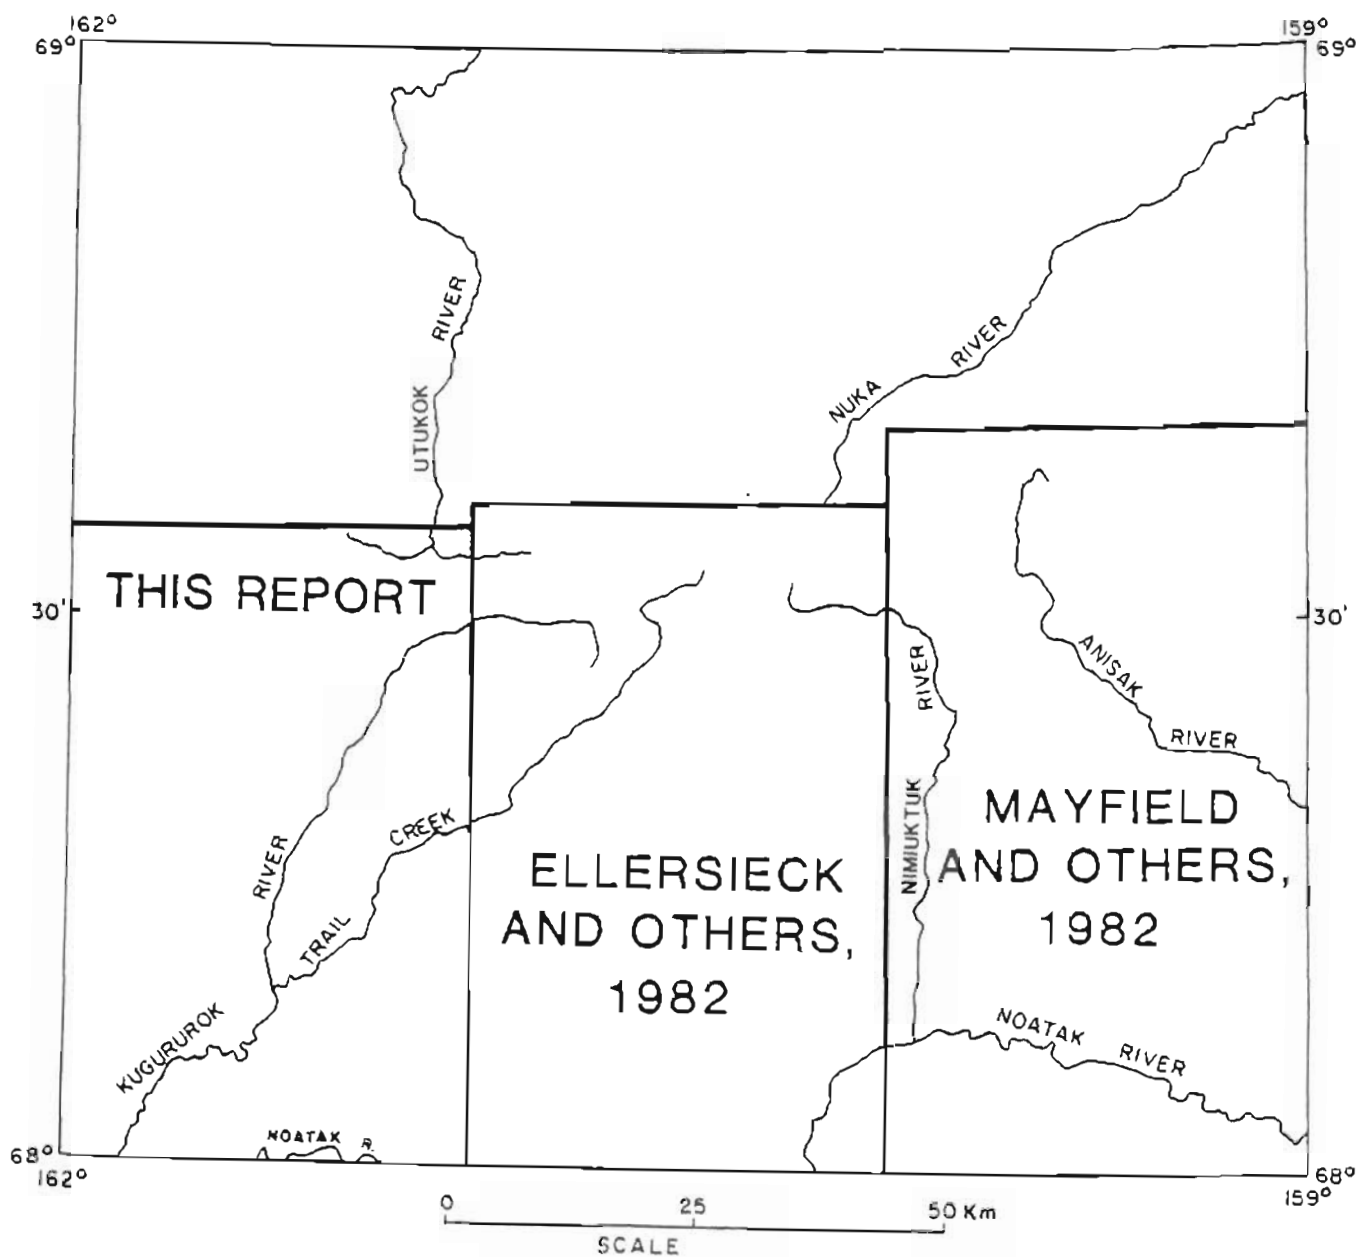 162°
159°
69°
69°
RIVER
UTUKOK
RIVER
NUKA
THIS REPORT
30'
30'
ANISAK
RIVER
RIVER
NIMIUKTUK
MAYFIELD
AND OTHERS,
1982
CREEK
RIVER
TRAIL
ELLERSIECK
AND OTHERS,
1982
KUGURUROK
NOATAK RIVER
NOATAK R.
68°
68°
162°
159°
0 25 50 Km
SCALE